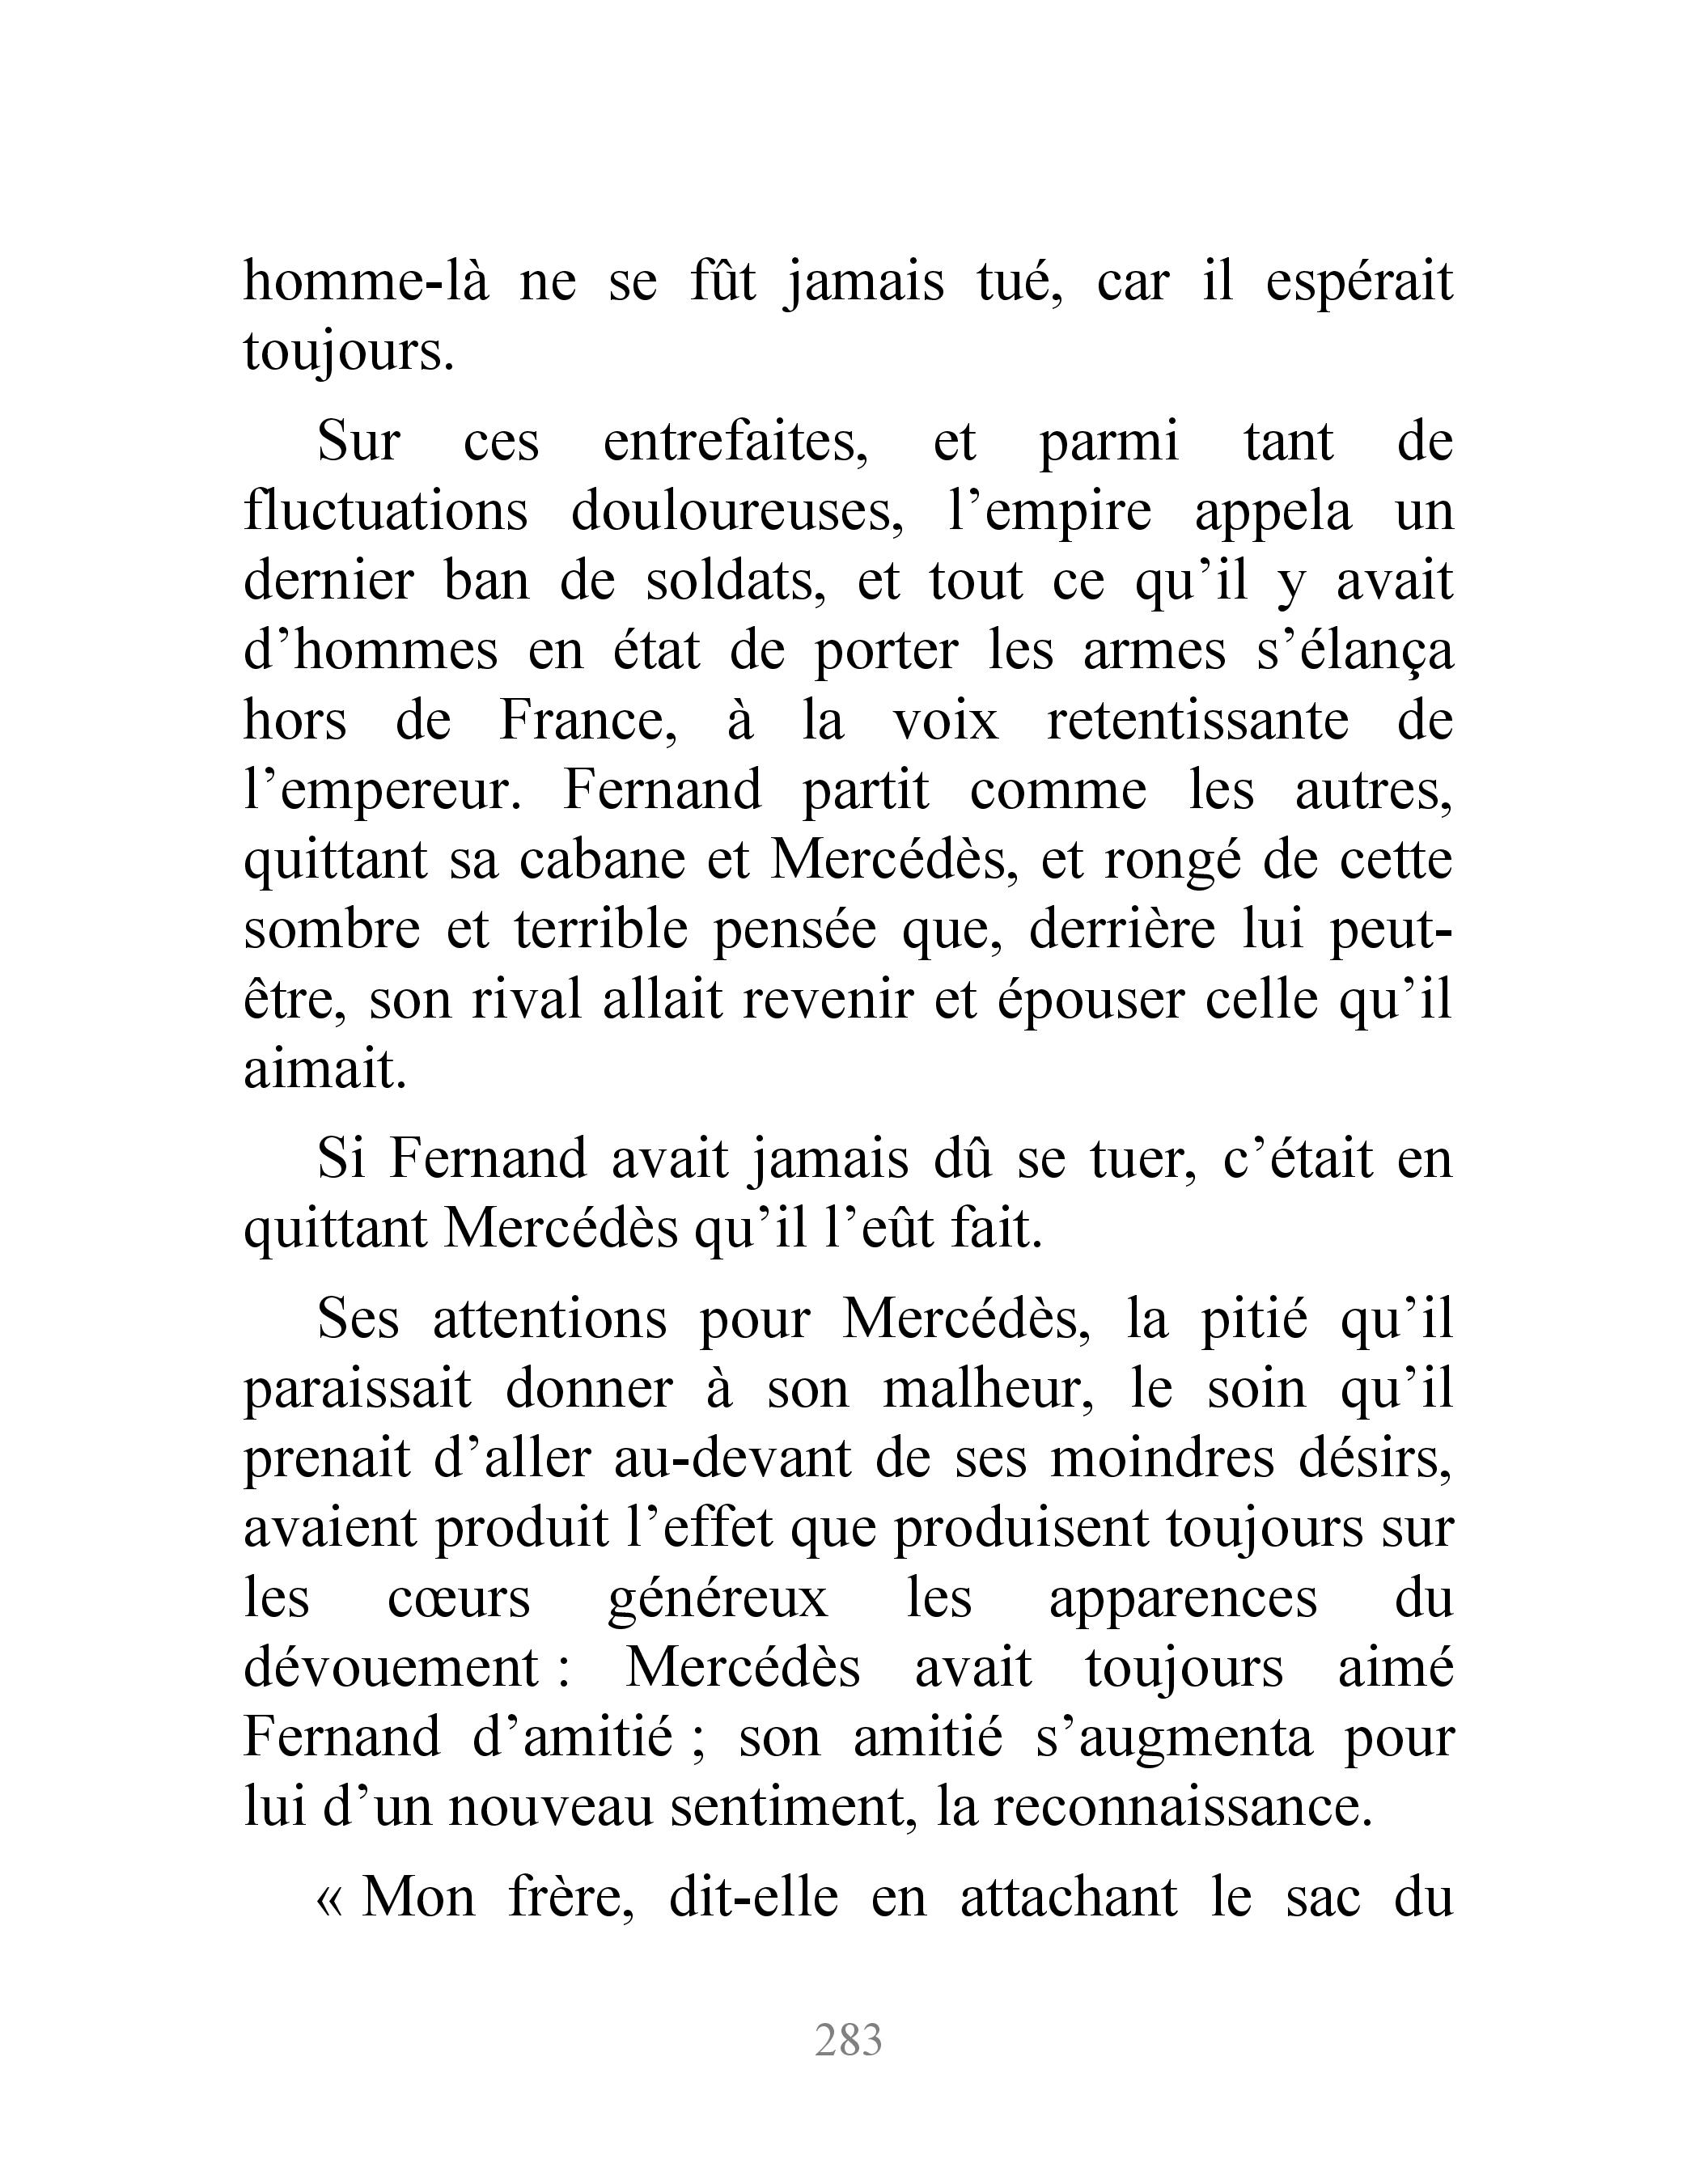 homme-là ne se fût jamais tué, car il espérait
toujours.
Sur ces entrefaites, et parmi tant de
fluctuations douloureuses, l’empire appela un
dernier ban de soldats, et tout ce qu’il y avait
d’hommes en état de porter les armes s’élança
hors de France, à la voix retentissante de
l’empereur. Fernand partit comme les autres,
quittant sa cabane et Mercédès, et rongé de cette
sombre et terrible pensée que, derrière lui peut-
être, son rival allait revenir et épouser celle qu’il
aimait.
Si Fernand avait jamais dû se tuer, c’était en
quittant Mercédès qu’il l’eût fait.
Ses attentions pour Mercédès, la pitié qu’il
paraissait donner à son malheur, le soin qu’il
prenait d’aller au-devant de ses moindres désirs,
avaient produit l’effet que produisent toujours sur
les cœurs généreux les apparences du
dévouement : Mercédès avait toujours aimé
Fernand d’amitié ; son amitié s’augmenta pour
lui d’un nouveau sentiment, la reconnaissance.
« Mon frère, dit-elle en attachant le sac du
283